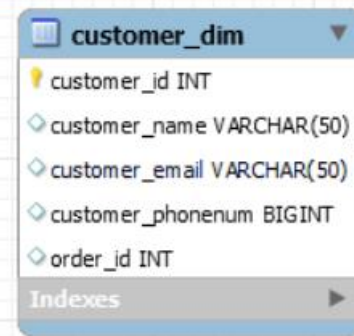 customer_dim
customer_id INT
customer_name VARCHAR(50)
customer_email VARCHAR(50)
customer_phonenum BIGINT
order_id INT
Indexes